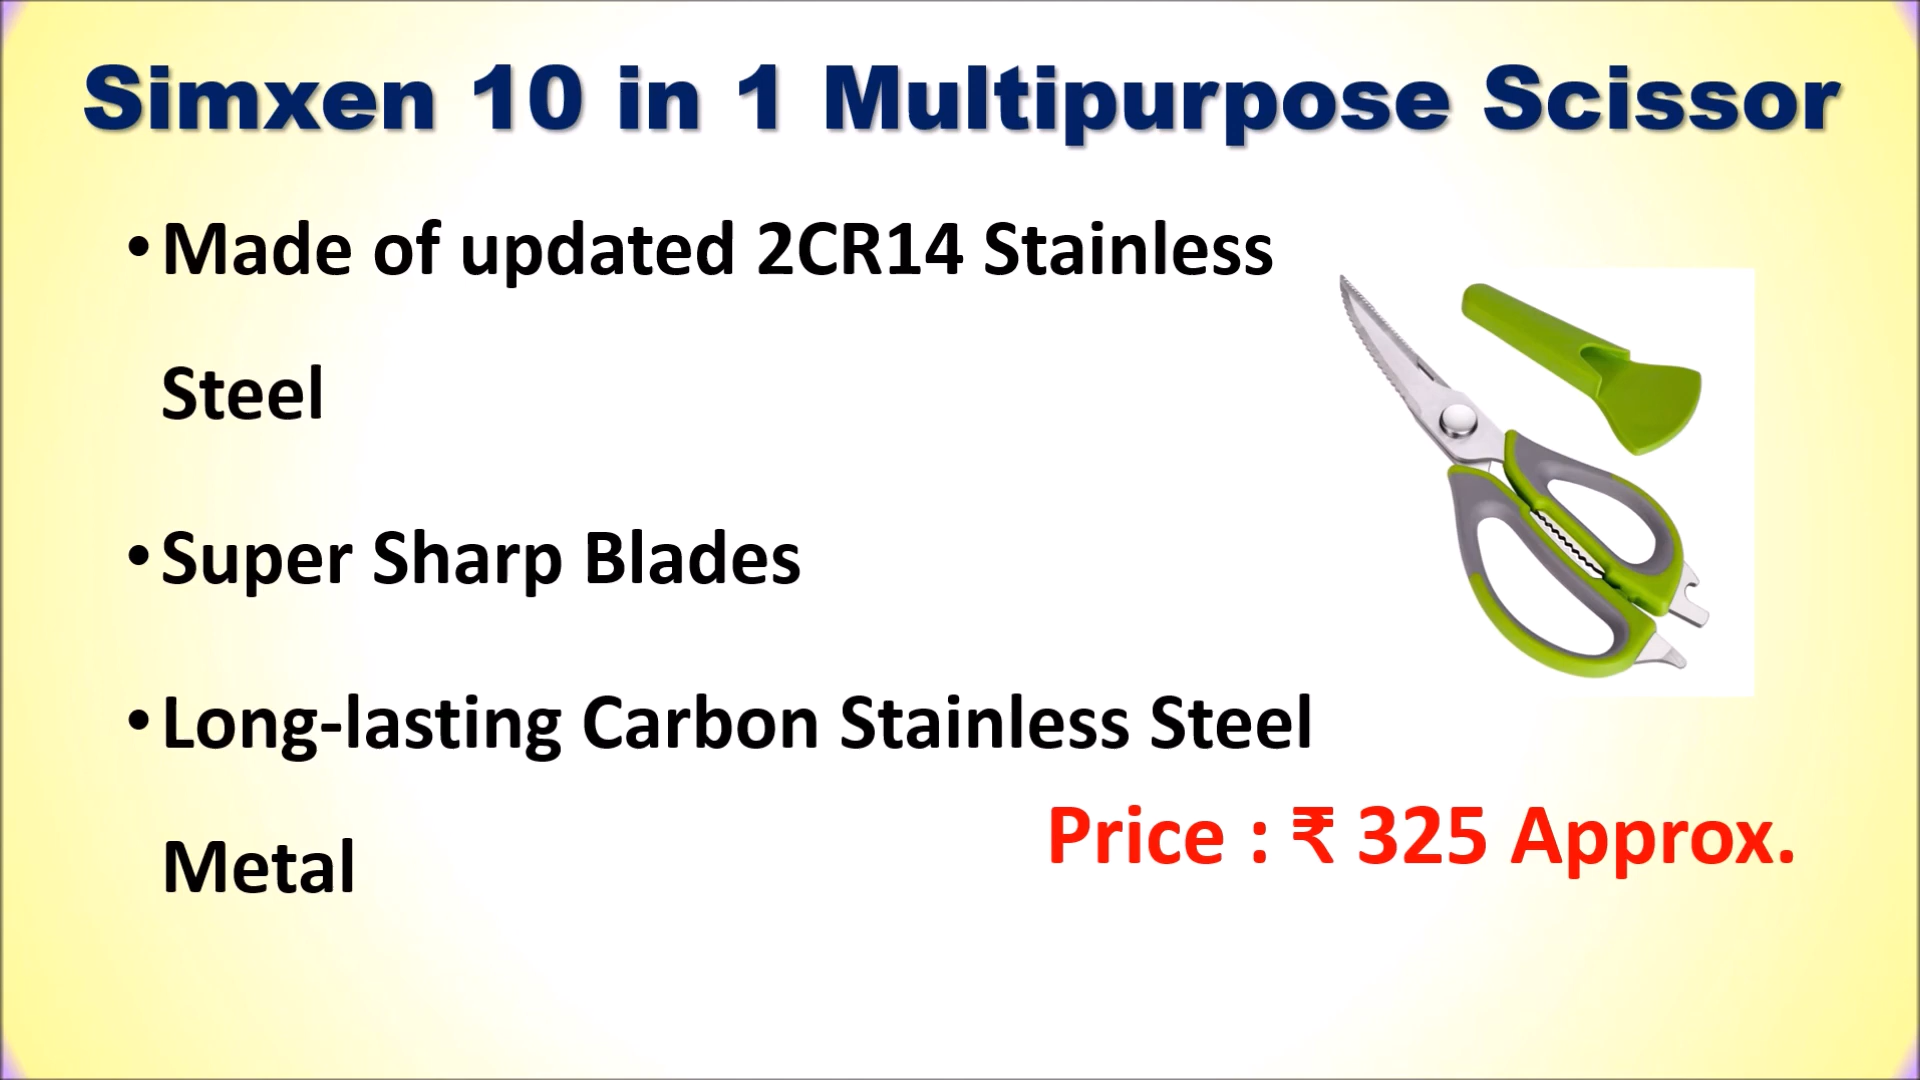 Simxen 10 in 1 Multipurpose Scissor
•Made of updated 2CR14 Stainless
Steel
•Super Sharp Blades
•Long-lasting Carbon Stainless Steel
Metal
Price : ₹ 325 Approx.